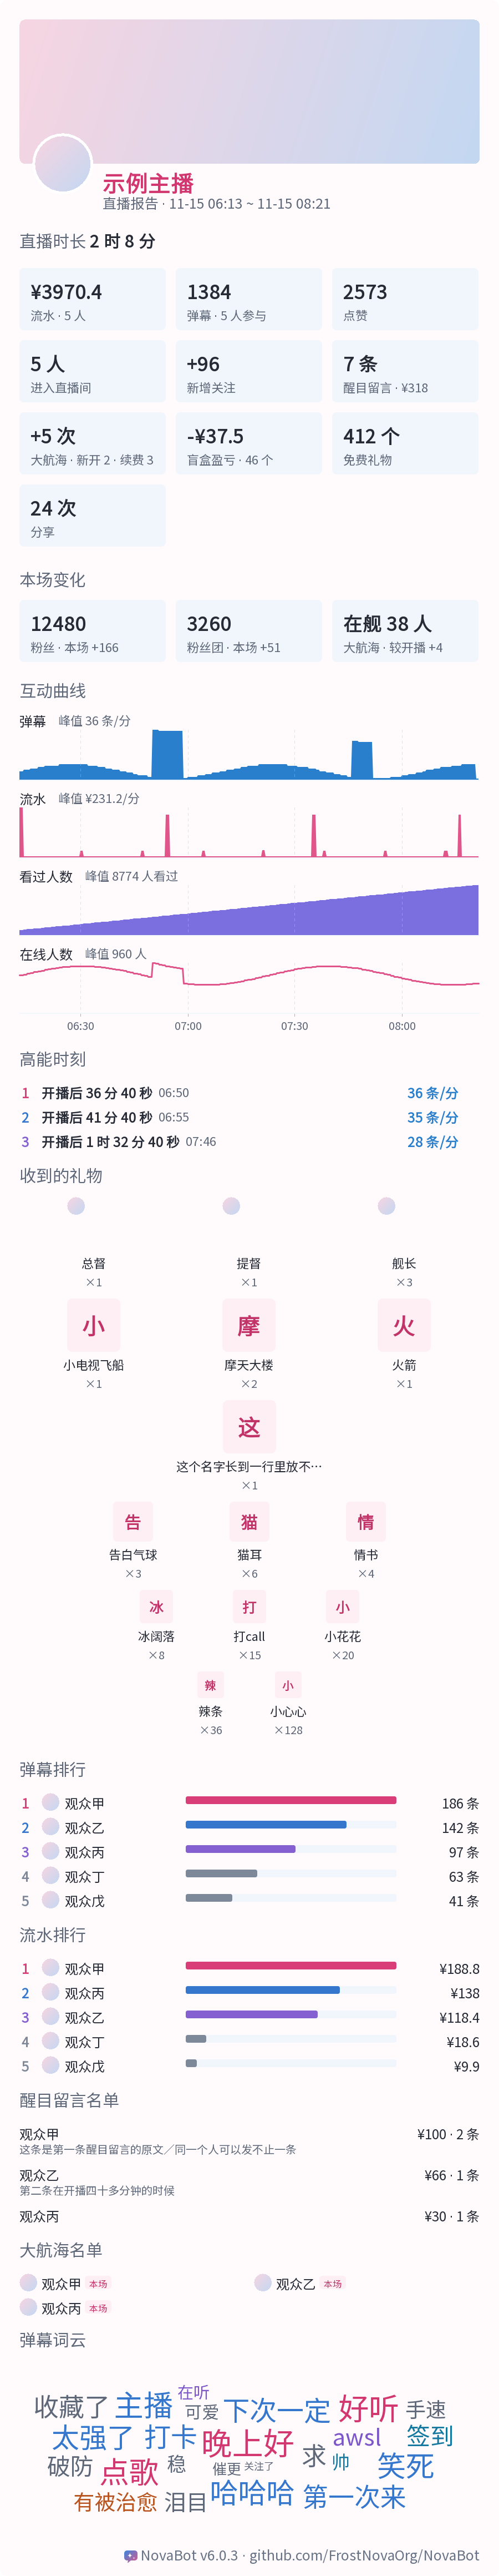 示例主播
直播报告 · 11-15 06:13 ~ 11-15 08:21
直播时长 2 时 8 分
¥3970.4
流水 · 5 人
1384
弹幕 · 5 人参与
2573
点赞
5 人
进入直播间
+96
新增关注
7 条
醒目留言 · ¥318
+5 次
大航海 · 新开 2 · 续费 3
-¥37.5
盲盒盈亏 · 46 个
412 个
免费礼物
24 次
分享
本场变化
12480
粉丝 · 本场 +166
3260
粉丝团 · 本场 +51
在舰 38 人
大航海 · 较开播 +4
互动曲线
弹幕 峰值 36 条/分
流水 峰值 ¥231.2/分
看过人数 峰值 8774 人看过
在线人数 峰值 960 人
06:30 07:00 07:30 08:00
高能时刻
1 开播后 36 分 40 秒 06:50 36 条/分
2 开播后 41 分 40 秒 06:55 35 条/分
3 开播后 1 时 32 分 40 秒 07:46 28 条/分
收到的礼物
总督 提督 舰长
×1 ×1 ×3
小 摩 火
小电视飞船 摩天大楼 火箭
×1 ×2 ×1
这
这个名字长到一行里放不…
×1
告 猫 情
告白气球 猫耳 情书
×3 ×6 ×4
冰 打 小
冰阔落 打call 小花花
×8 ×15 ×20
辣 小
辣条 小心心
×36 ×128
弹幕排行
1 观众甲 186 条
2 观众乙 142 条
3 观众丙 97 条
4 观众丁 63 条
5 观众戊 41 条
流水排行
1 观众甲 ¥188.8
2 观众丙 ¥138
3 观众乙 ¥118.4
4 观众丁 ¥18.6
5 观众戊 ¥9.9
醒目留言名单
观众甲 ¥100 · 2 条
这条是第一条醒目留言的原文／同一个人可以发不止一条
观众乙 ¥66 · 1 条
第二条在开播四十多分钟的时候
观众丙 ¥30 · 1 条
大航海名单
观众甲 本场 观众乙 本场
观众丙 本场
弹幕词云
在听
收藏了 主播 可爱 下次一定 好听 手速
太强了 打卡 晚上好 awsl 签到
破防 点歌 稳 催更 关注了 求 帅 笑死
有被治愈 泪目 哈哈哈 第一次来
NovaBot v6.0.3 · github.com/FrostNovaOrg/NovaBot